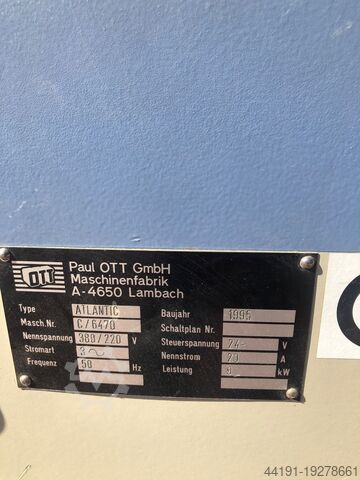 OTT
Paul OTT GmbH
Maschinenfabrik
A-4650 Lambach
Type ATLANTIC Baujahr 1995
Masch.Nr. C/6470 Schaltplan Nr.
Nennspannung 380/220 V Steuerspannung 24- V
Stromart 3 ~ Nennstrom 20 A
Frequenz 50 Hz Leistung kW
44191-19278661